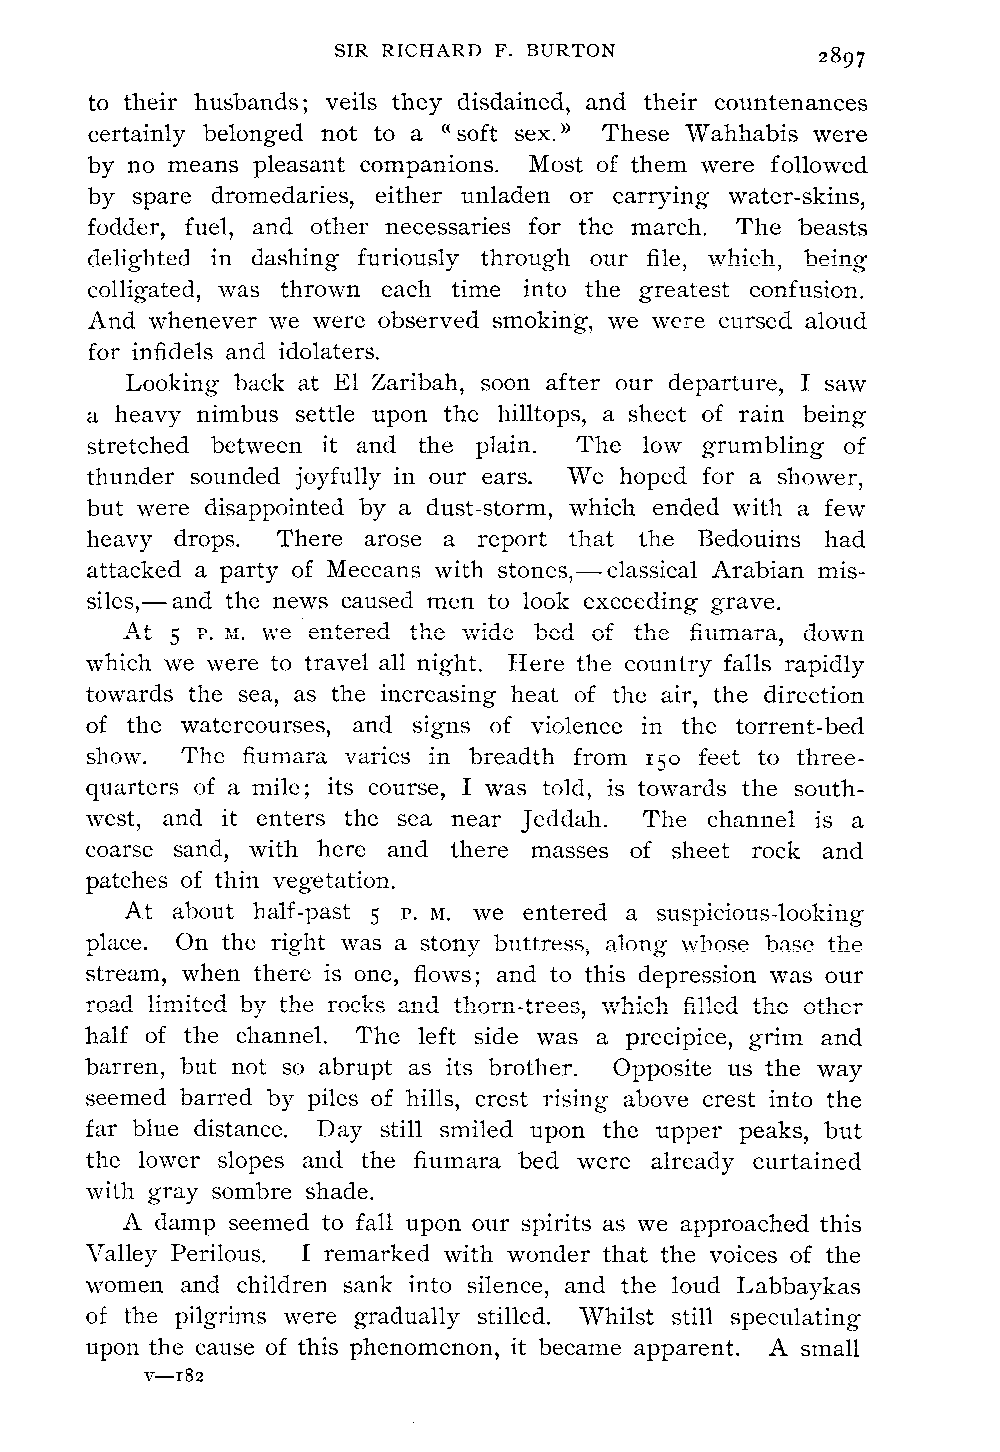 SIR RICHARD F. BURTON 2897
to their husbands; veils they disdained, and their countenances
certainly belonged not to a “soft sex.” These Wahhabis were
by no means pleasant companions. Most of them were followed
by spare dromedaries, either unladen or carrying water-skins,
fodder, fuel, and other necessaries for the march. The beasts
delighted in dashing furiously through our file, which, being
colligated, was thrown each time into the greatest confusion.
And whenever we were observed smoking, we were cursed aloud
for infidels and idolaters.
Looking back at El Zaribah, soon after our departure, I saw
a heavy nimbus settle upon the hilltops, a sheet of rain being
stretched between it and the plain. The low grumbling of
thunder sounded joyfully in our ears. We hoped for a shower,
but were disappointed by a dust-storm, which ended with a few
heavy drops. There arose a report that the Bedouins had
attacked a party of Meccans with stones,—classical Arabian mis-
siles,—and the news caused men to look exceeding grave.
At 5 P. M. we entered the wide bed of the fiumara, down
which we were to travel all night. Here the country falls rapidly
towards the sea, as the increasing heat of the air, the direction
of the watercourses, and signs of violence in the torrent-bed
show. The fiumara varies in breadth from 150 feet to three-
quarters of a mile; its course, I was told, is towards the south-
west, and it enters the sea near Jeddah. The channel is a
coarse sand, with here and there masses of sheet rock and
patches of thin vegetation.
At about half-past 5 P. M. we entered a suspicious-looking
place. On the right was a stony buttress, along whose base the
stream, when there is one, flows; and to this depression was our
road limited by the rocks and thorn-trees, which filled the other
half of the channel. The left side was a precipice, grim and
barren, but not so abrupt as its brother. Opposite us the way
seemed barred by piles of hills, crest rising above crest into the
far blue distance. Day still smiled upon the upper peaks, but
the lower slopes and the fiumara bed were already curtained
with gray sombre shade.
A damp seemed to fall upon our spirits as we approached this
Valley Perilous. I remarked with wonder that the voices of the
women and children sank into silence, and the loud Labbaykas
of the pilgrims were gradually stilled. Whilst still speculating
upon the cause of this phenomenon, it became apparent. A small
V—182